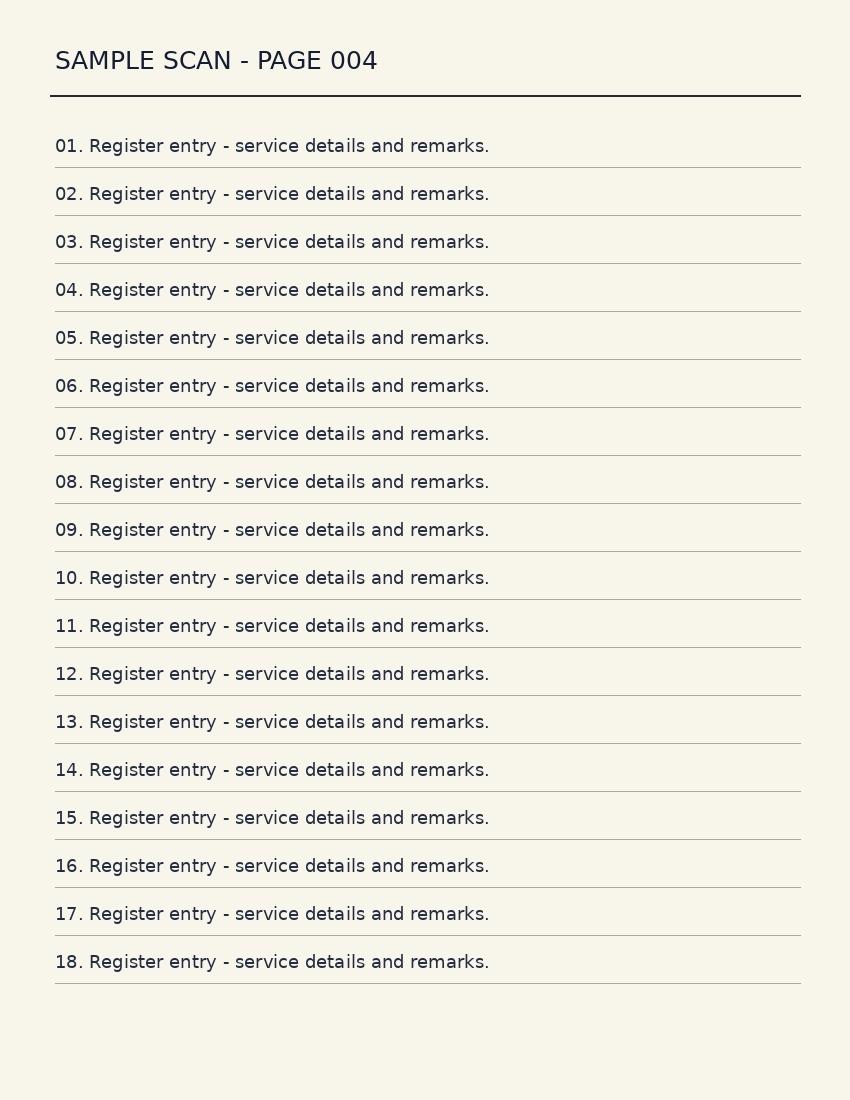 SAMPLE SCAN - PAGE 004
01. Register entry - service details and remarks.
02. Register entry - service details and remarks.
03. Register entry - service details and remarks.
04. Register entry - service details and remarks.
05. Register entry - service details and remarks.
06. Register entry - service details and remarks.
07. Register entry - service details and remarks.
08. Register entry - service details and remarks.
09. Register entry - service details and remarks.
10. Register entry - service details and remarks.
11. Register entry - service details and remarks.
12. Register entry - service details and remarks.
13. Register entry - service details and remarks.
14. Register entry - service details and remarks.
15. Register entry - service details and remarks.
16. Register entry - service details and remarks.
17. Register entry - service details and remarks.
18. Register entry - service details and remarks.